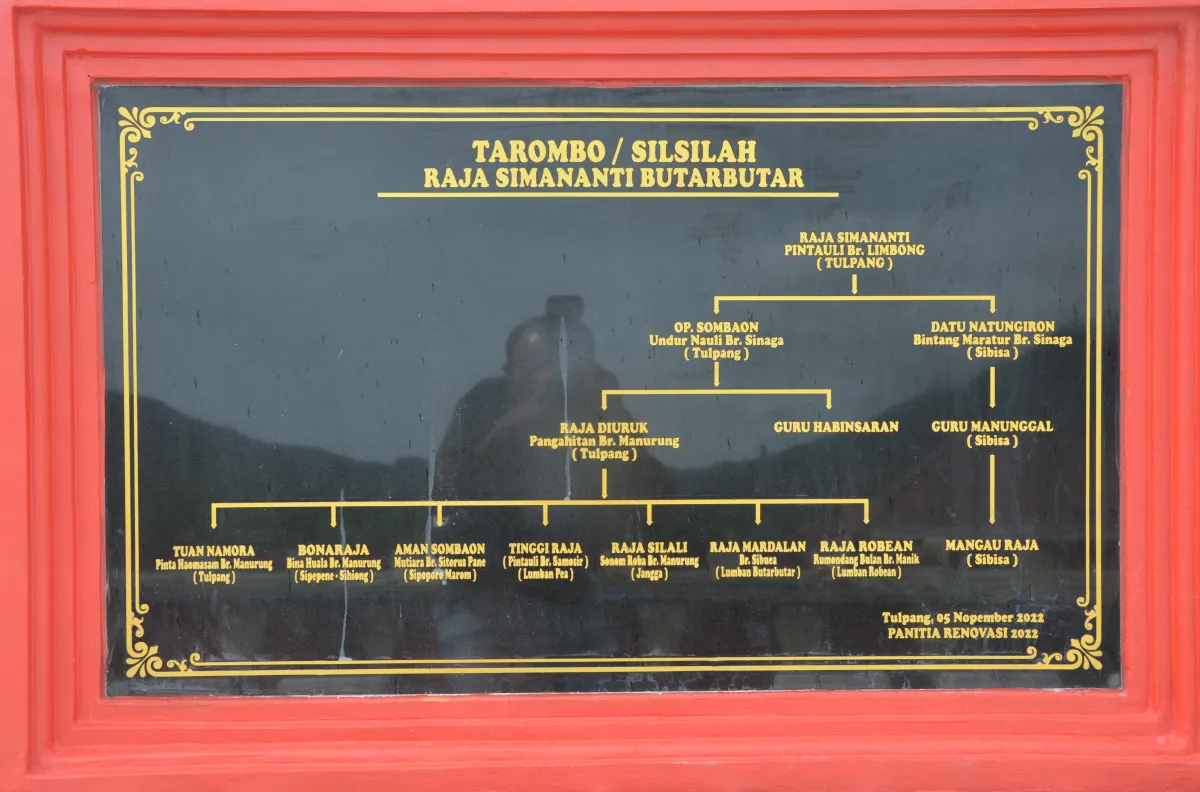 TAROMBO / SILSILAH
RAJA SIMANANTI BUTARBUTAR
RAJA SIMANANTI
PINTAULI Br. LIMBONG
( TULPANG )
OP. SOMBAON
Undur Nauli Br. Sinaga
( Tulpang )
DATU NATUNGIRON
Bintang Maratur Br. Sinaga
( Sibisa )
RAJA DIURUK
Pangahitan Br. Manurung
( Tulpang )
GURU HABINSARAN
GURU MANUNGGAL
( Sibisa )
TUAN NAMORA
Pinta Haomasam Br. Manurung
( Tulpang )
BONARAJA
Bina Huala Br. Manurung
( Sipepene - Sihiong )
AMAN SOMBAON
Mutiara Br. Sitorus Pane
( Sipoporo Marom )
TINGGI RAJA
( Pintauli Br. Samosir )
( Lumban Pea )
RAJA SILALI
Sonom Roba Br. Manurung
( Jangga )
RAJA MARDALAN
Br. Sibuea
( Lumban Butarbutar )
RAJA ROBEAN
Rumondang Bulan Br. Manik
( Lumban Robean )
MANGAU RAJA
( Sibisa )
Tulpang, 05 Nopember 2022
PANITIA RENOVASI 2022